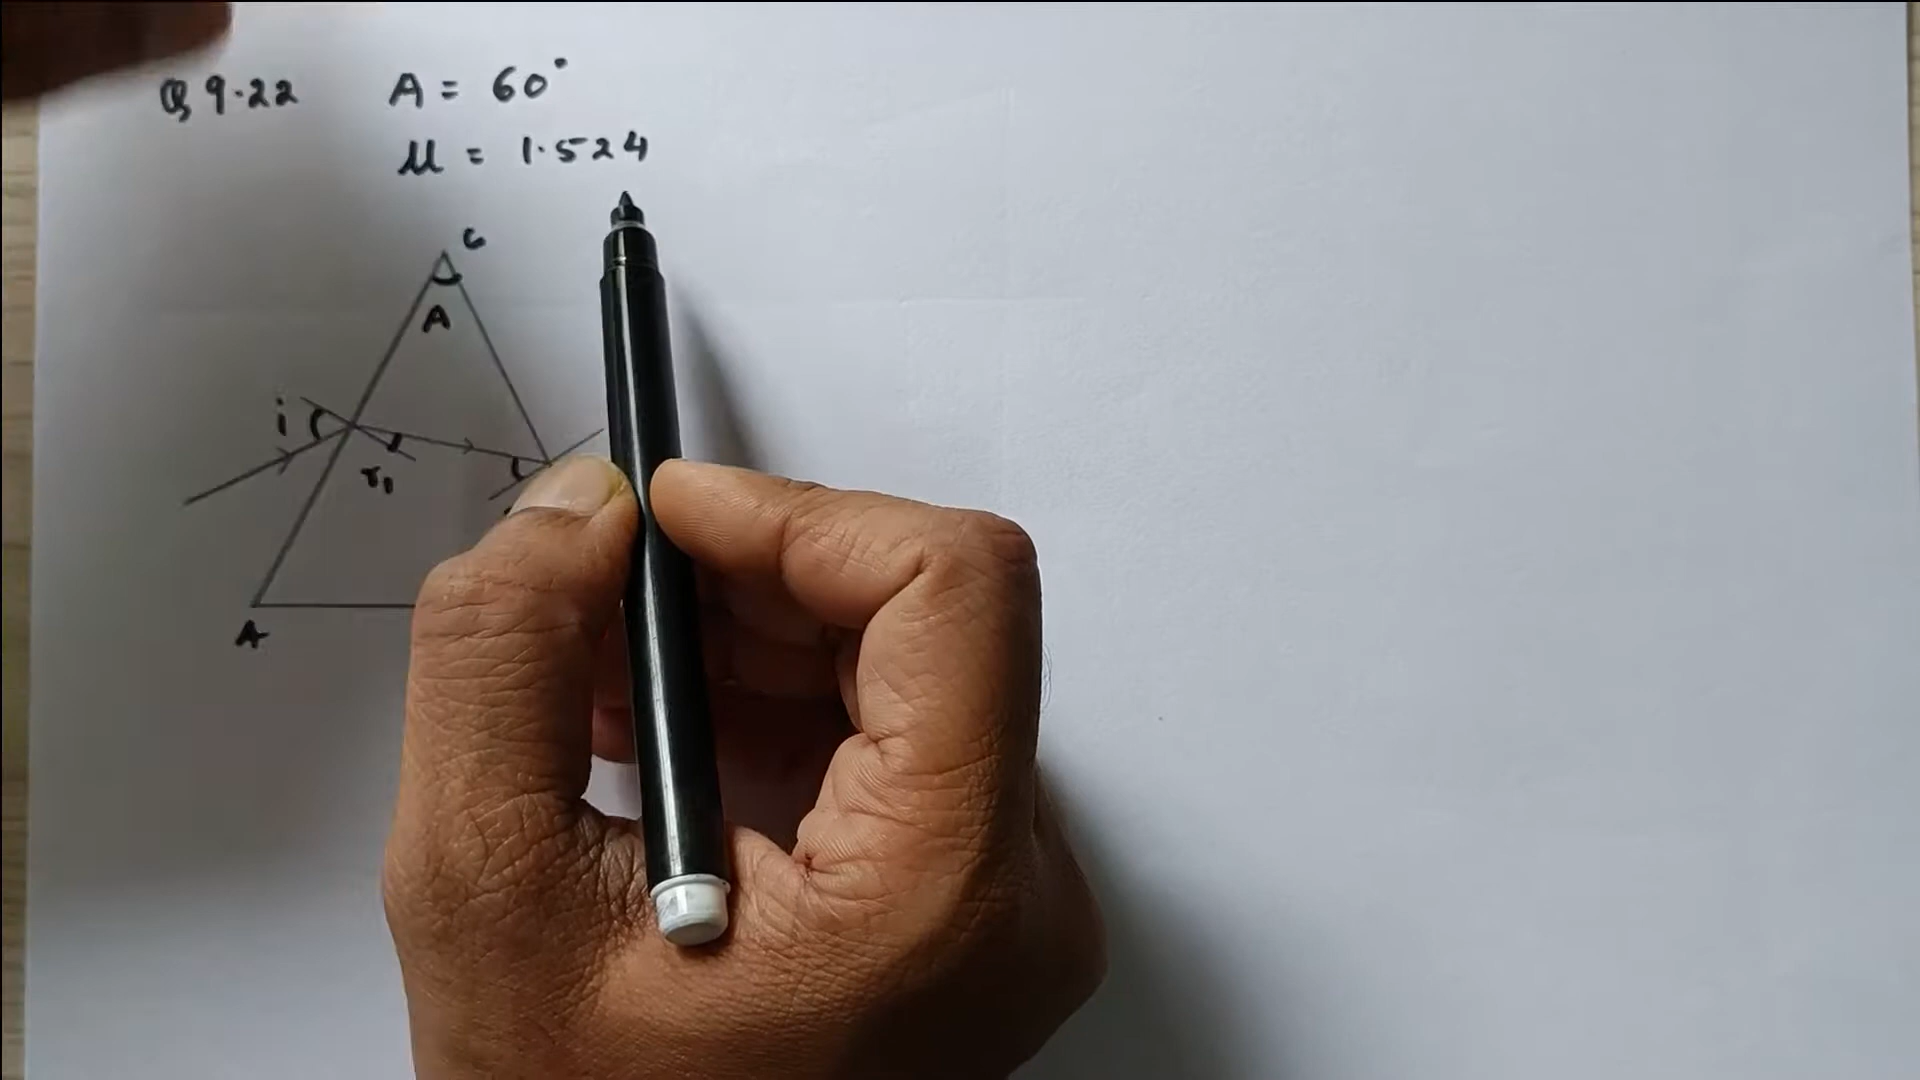 Q 9.22 A = 60°
μ = 1.524
C
A
i
r₁
A